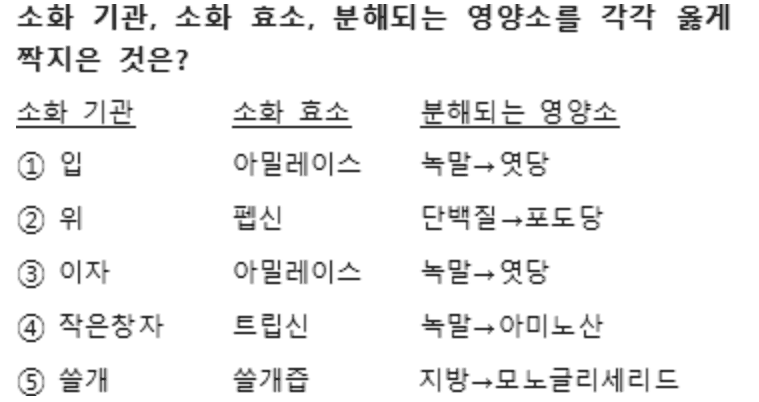 소화 기관, 소화 효소, 분해되는 영양소를 각각 옳게
짝지은 것은?
소화 기관 소화 효소 분해되는 영양소
① 입 아밀레이스 녹말→엿당
② 위 펩신 단백질→포도당
③ 이자 아밀레이스 녹말→엿당
④ 작은창자 트립신 녹말→아미노산
⑤ 쓸개 쓸개즙 지방→모노글리세리드